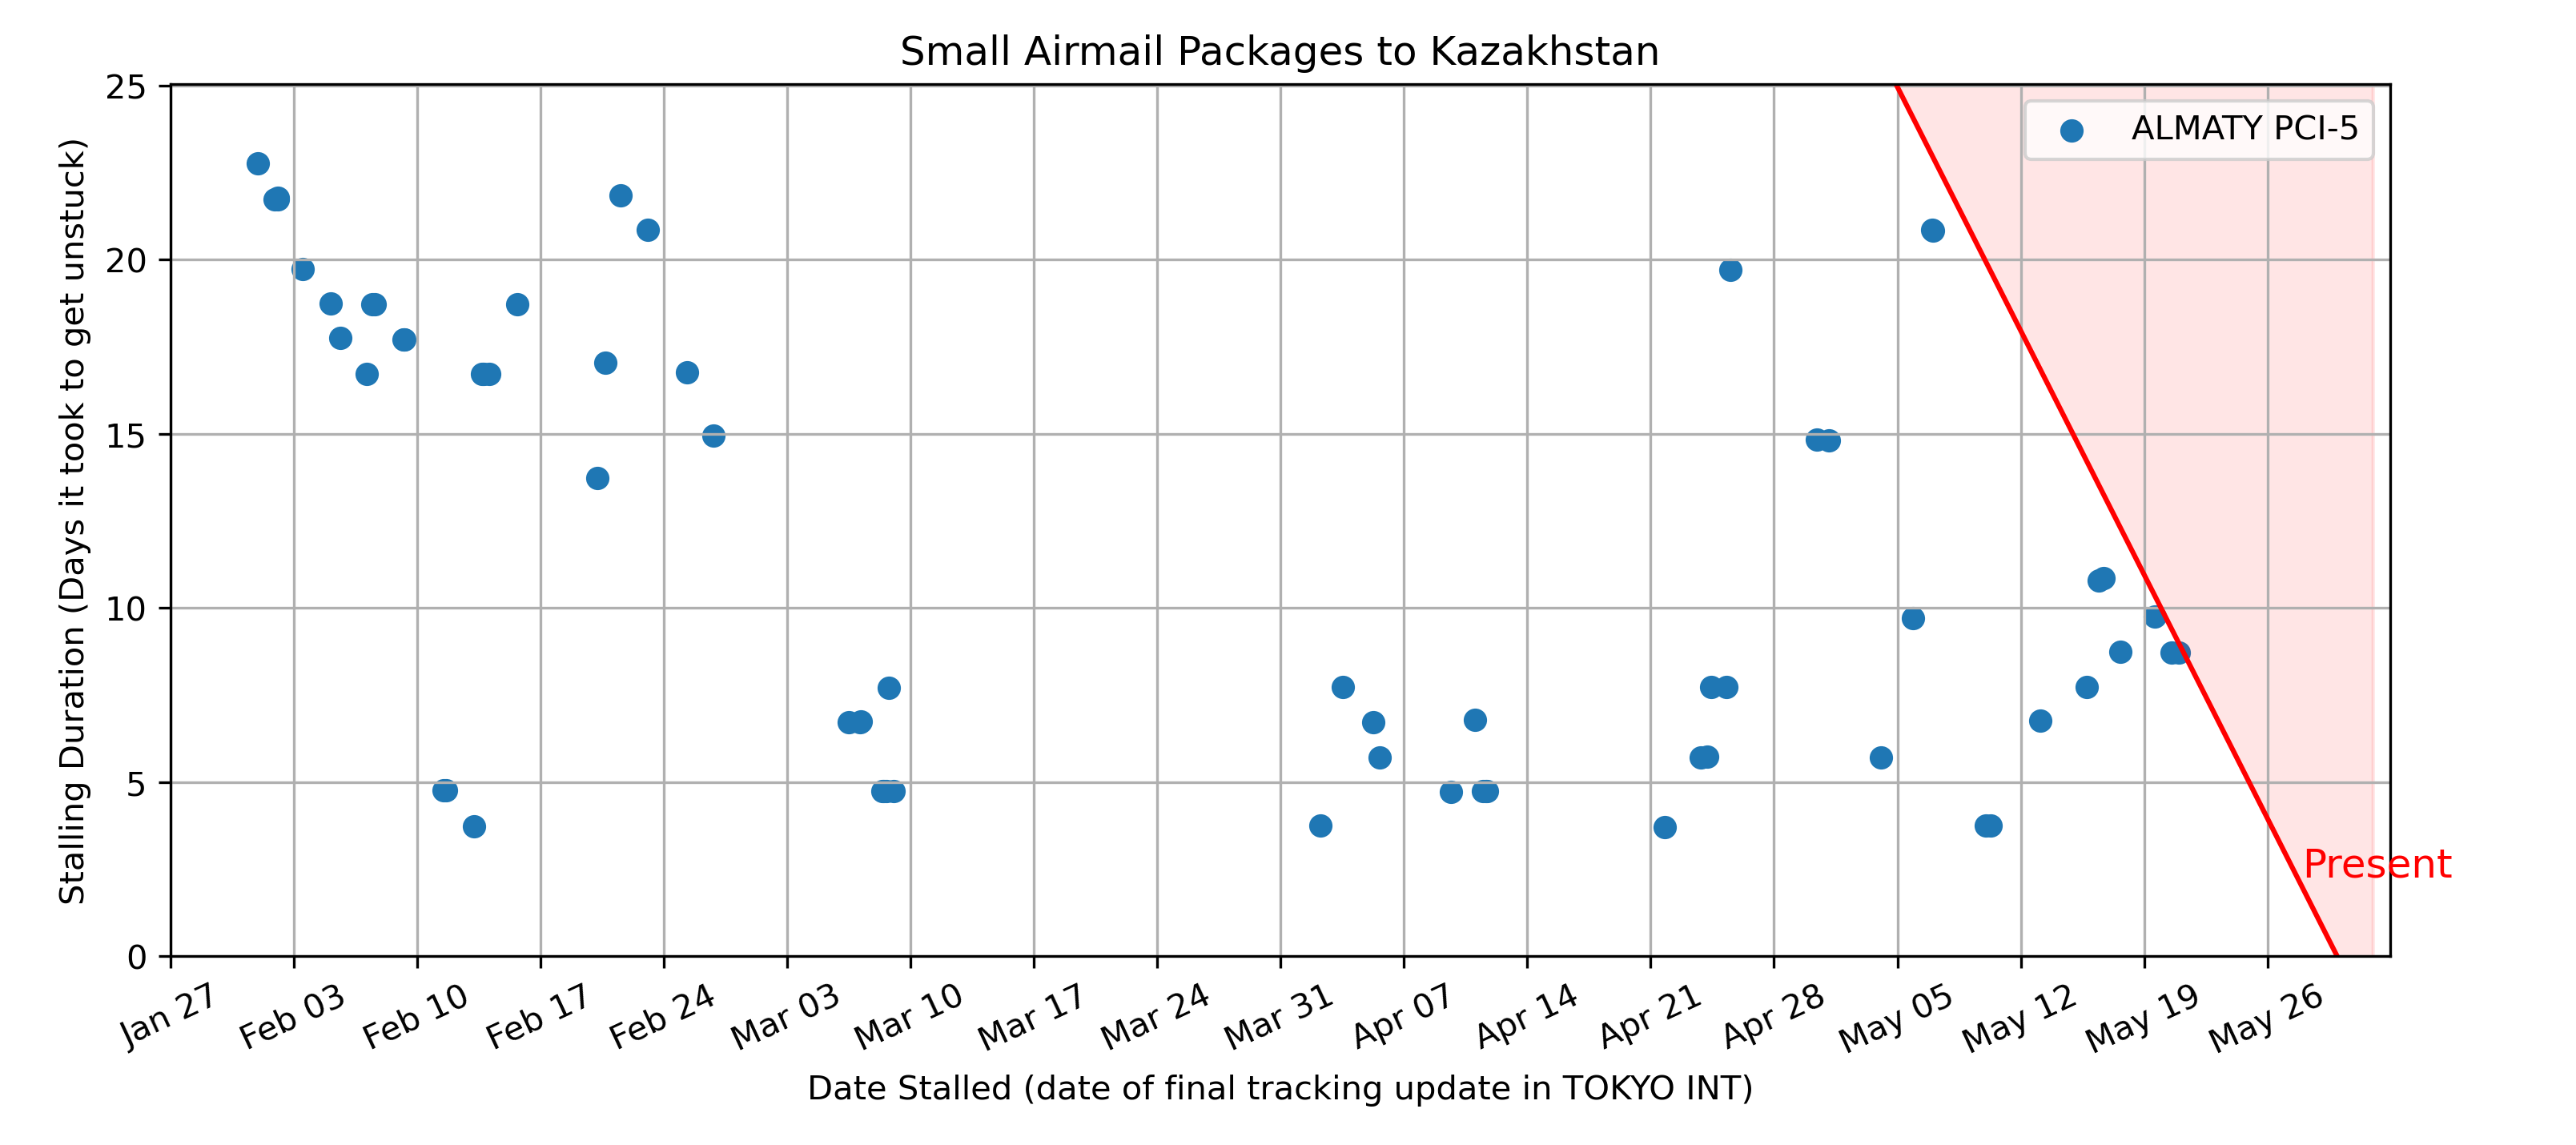 Small Airmail Packages to Kazakhstan
25
20
15
10
5
0
Stalling Duration (Days it took to get unstuck)
ALMATY PCI-5
Present
Jan 27
Feb 03
Feb 10
Feb 17
Feb 24
Mar 03
Mar 10
Mar 17
Mar 24
Mar 31
Apr 07
Apr 14
Apr 21
Apr 28
May 05
May 12
May 19
May 26
Date Stalled (date of final tracking update in TOKYO INT)